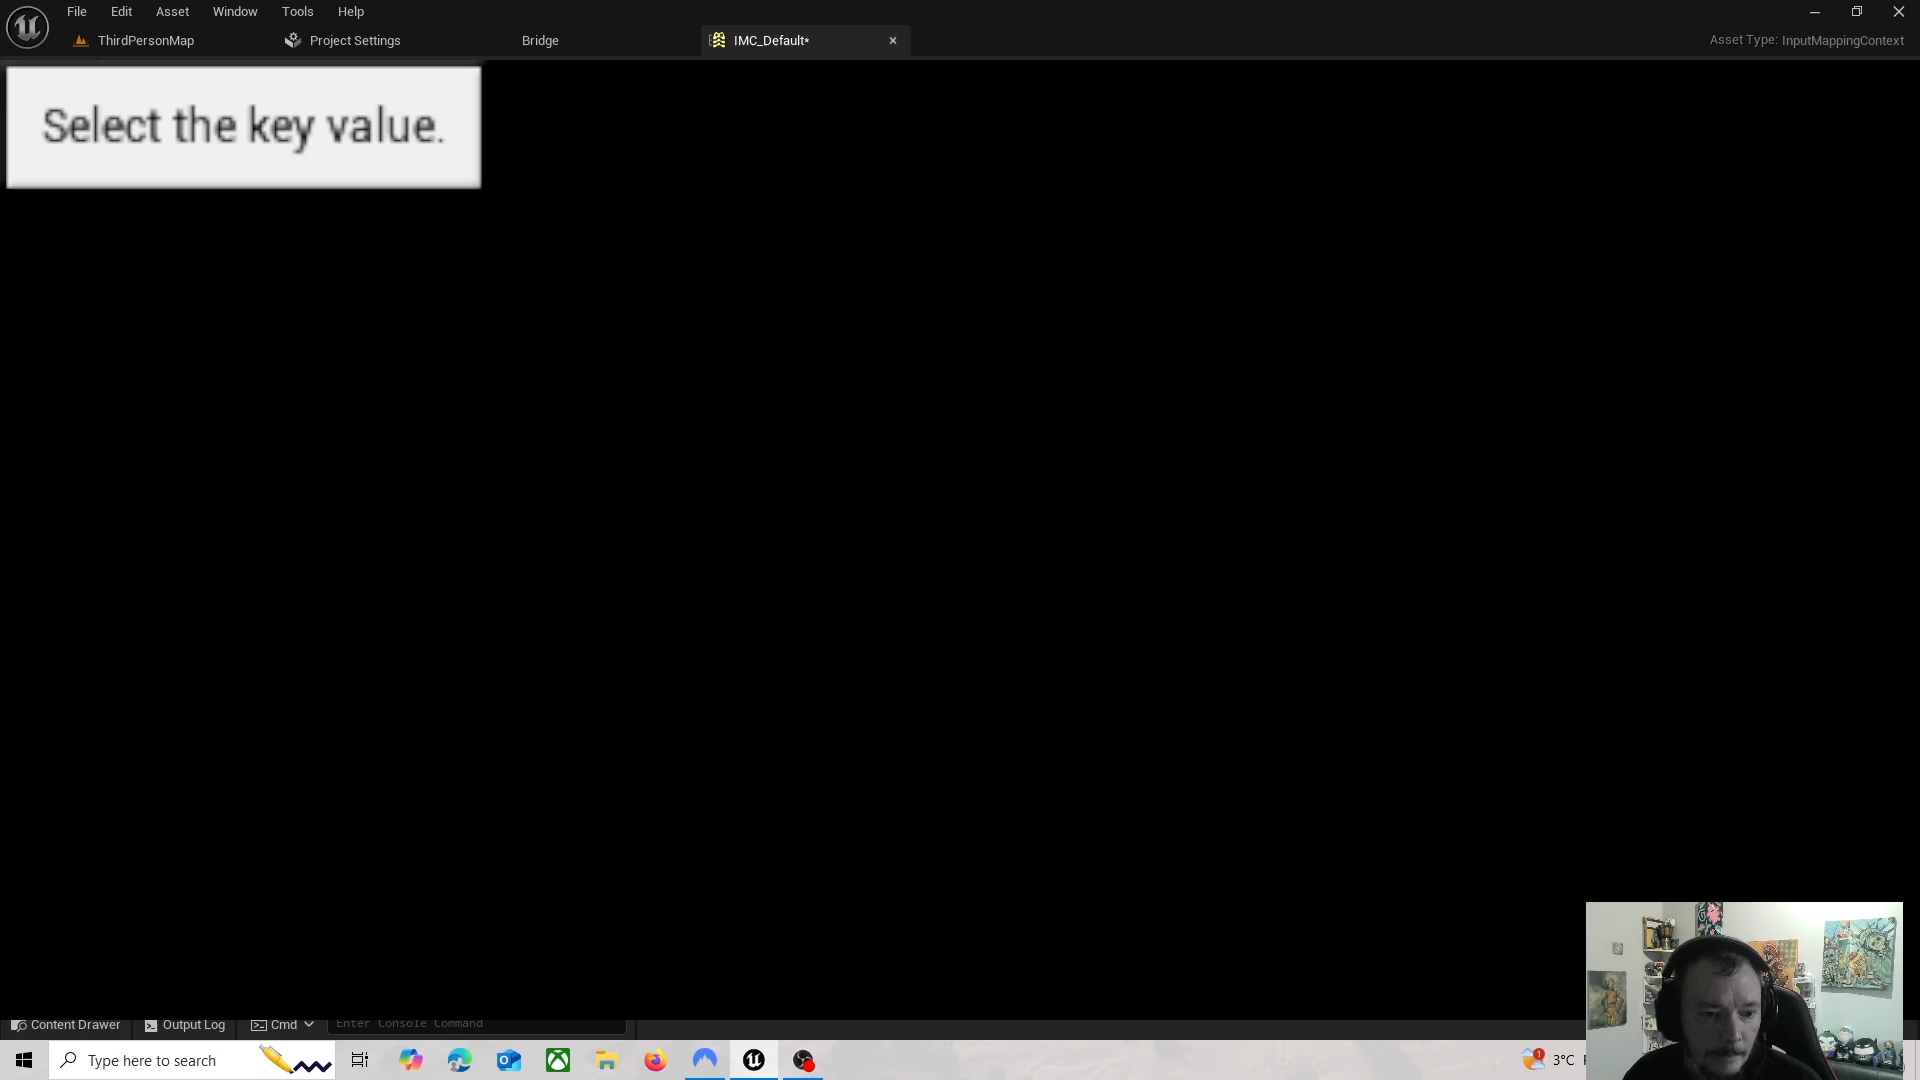 File Edit Asset Window Tools Help
ThirdPersonMap Project Settings Bridge IMC_Default* Asset Type: InputMappingContext
Select the key value.
Content Drawer Output Log Cmd Enter Console Command
Type here to search 1 3°C